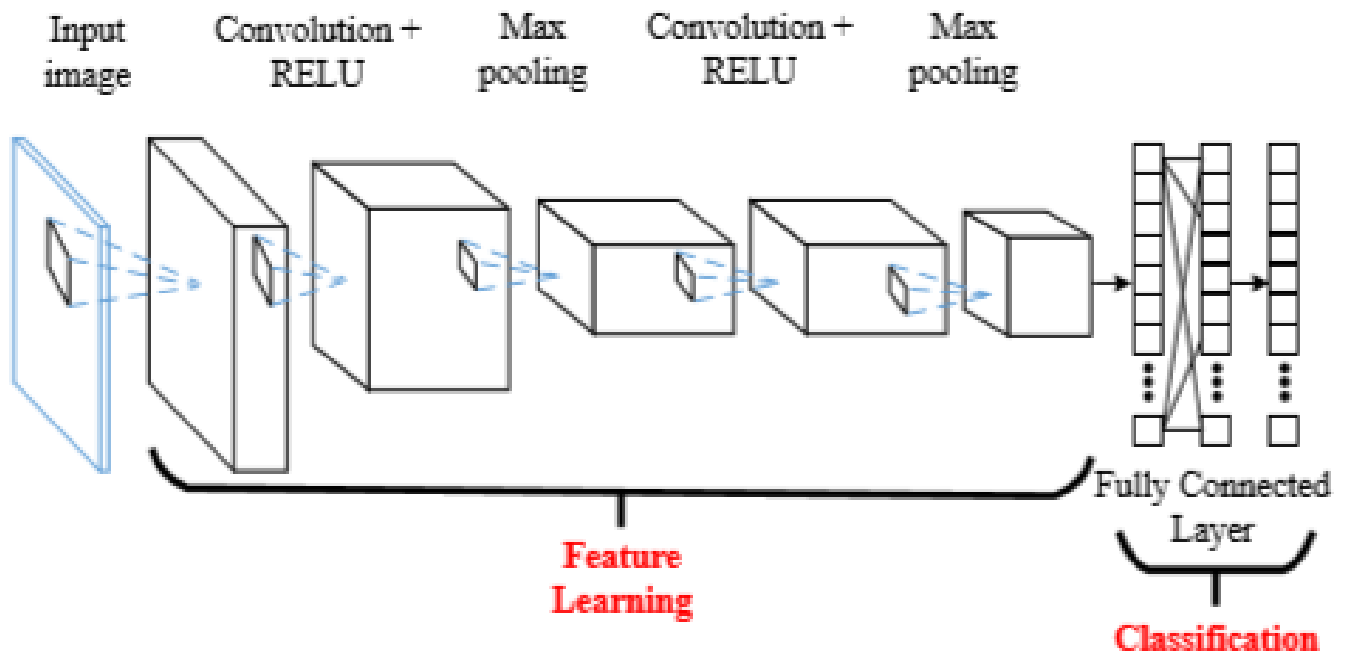 Input
image
Convolution +
RELU
Max
pooling
Convolution +
RELU
Max
pooling
Fully Connected
Layer
Feature
Learning
Classification